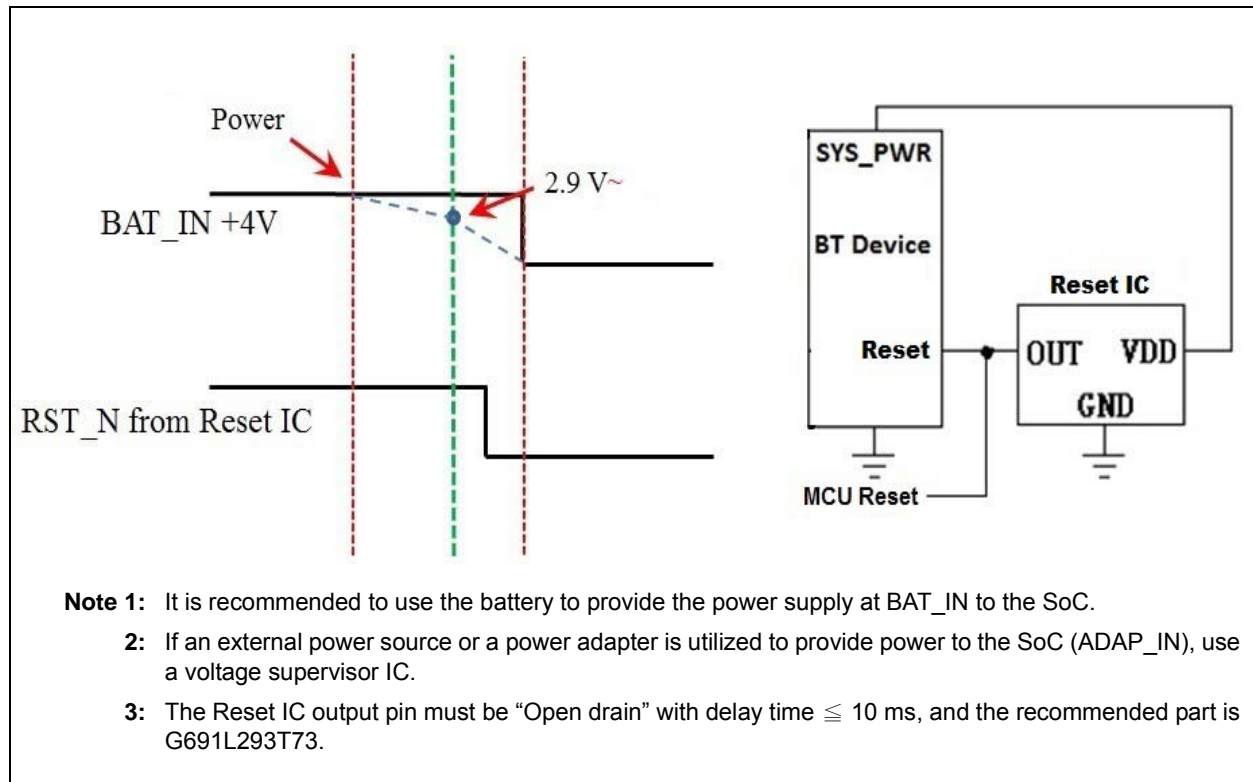 Power
2.9 V~
BAT_IN +4V
RST_N from Reset IC
SYS_PWR
BT Device
Reset
Reset IC
OUT VDD
GND
MCU Reset
Note 1: It is recommended to use the battery to provide the power supply at BAT_IN to the SoC.
2: If an external power source or a power adapter is utilized to provide power to the SoC (ADAP_IN), use
a voltage supervisor IC.
3: The Reset IC output pin must be “Open drain” with delay time ≦ 10 ms, and the recommended part is
G691L293T73.